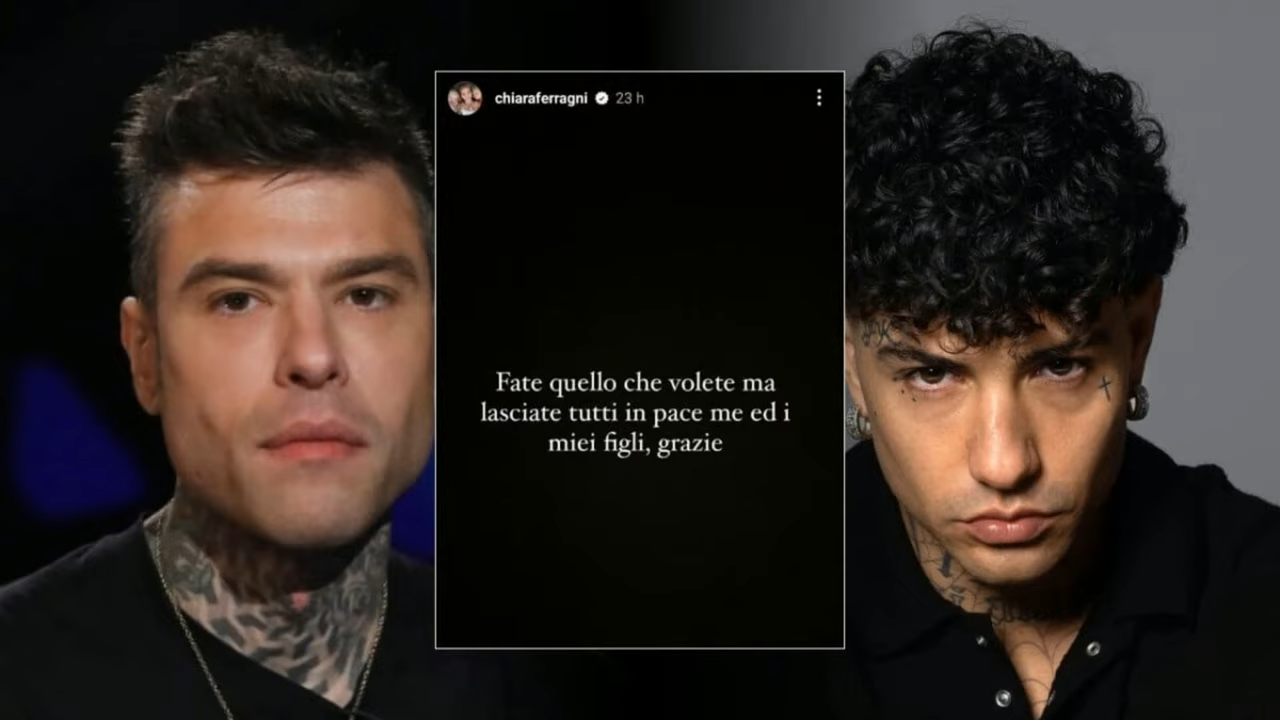 chiaraferragni 23 h
Fate quello che volete ma
lasciate tutti in pace me ed i
miei figli, grazie